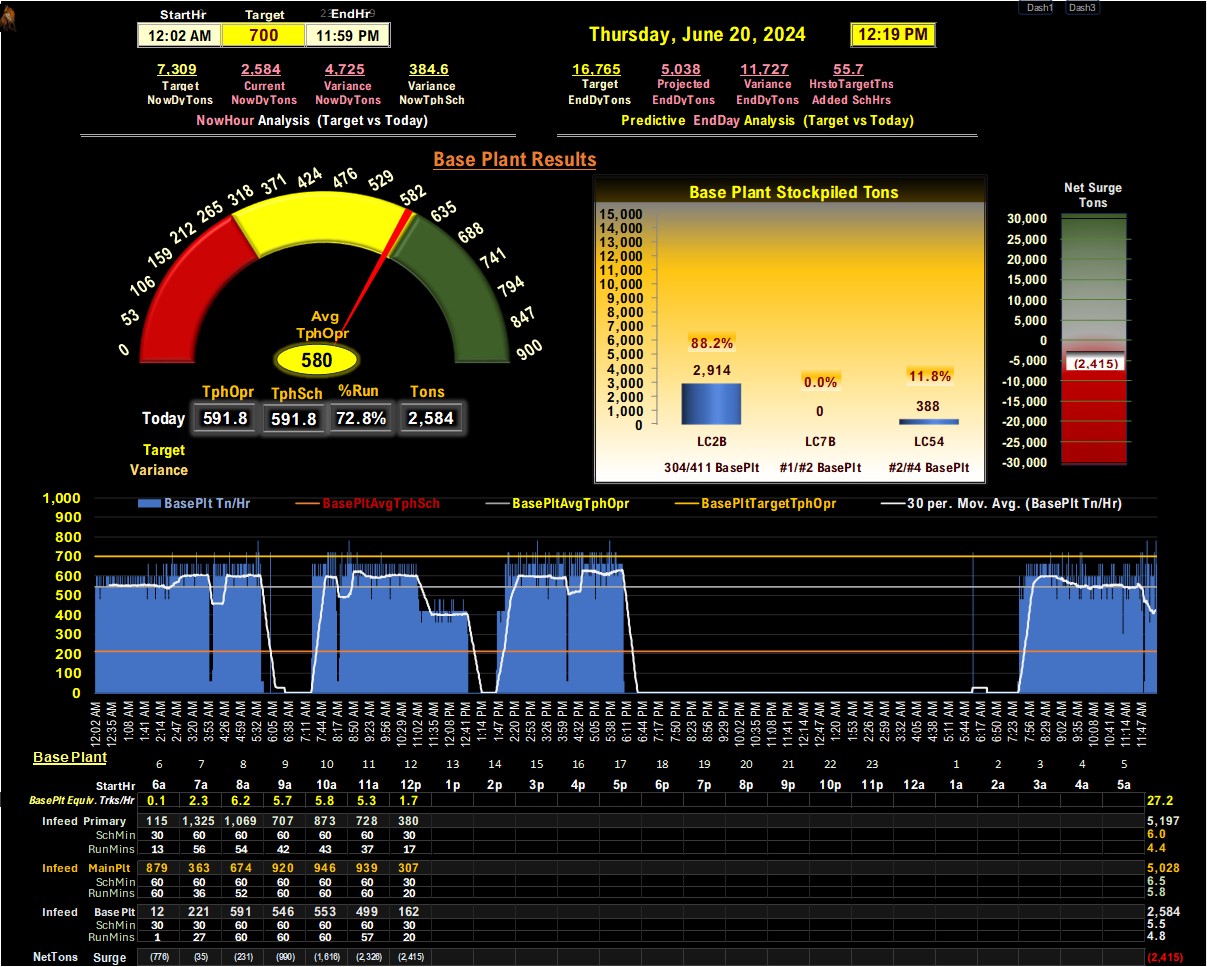 Dash1 Dash3
StartHr Target EndHr
12:02 AM 700 11:59 PM
Thursday, June 20, 2024 12:19 PM
7,309 2,584 4,725 384.6
Target Current Variance Variance
NowDyTons NowDyTons NowDyTons NowTphSch
NowHour Analysis (Target vs Today)
16,765 5,038 11,727 55.7
Target Projected Variance HrstoTargetTns
EndDyTons EndDyTons EndDyTons Added SchHrs
Predictive EndDay Analysis (Target vs Today)
Base Plant Results
0 53 106 159 212 265 318 371 424 476 529 582 635 688 741 794 847 900
Avg
TphOpr
580
TphOpr TphSch %Run Tons
Today 591.8 591.8 72.8% 2,584
Target
Variance
Base Plant Stockpiled Tons
15,000
14,000
13,000
12,000
11,000
10,000
9,000
8,000
7,000
6,000
5,000
4,000
3,000
2,000
1,000
0
88.2% 0.0% 11.8%
2,914 0 388
LC2B LC7B LC54
304/411 BasePlt #1/#2 BasePlt #2/#4 BasePlt
Net Surge
Tons
30,000
25,000
20,000
15,000
10,000
5,000
0
-5,000
-10,000
-15,000
-20,000
-25,000
-30,000
(2,415)
BasePlt Tn/Hr BasePltAvgTphSch BasePltAvgTphOpr BasePltTargetTphOpr 30 per. Mov. Avg. (BasePlt Tn/Hr)
1,000
900
800
700
600
500
400
300
200
100
0
12:02 AM 12:35 AM 1:08 AM 1:41 AM 2:14 AM 2:47 AM 3:20 AM 3:53 AM 4:26 AM 4:59 AM 5:32 AM 6:05 AM 6:38 AM 7:11 AM 7:44 AM 8:17 AM 8:50 AM 9:23 AM 9:56 AM 10:29 AM 11:02 AM 11:35 AM 12:08 PM 12:41 PM 1:14 PM 1:47 PM 2:20 PM 2:53 PM 3:26 PM 3:59 PM 4:32 PM 5:05 PM 5:38 PM 6:11 PM 6:44 PM 7:17 PM 7:50 PM 8:23 PM 8:56 PM 9:29 PM 10:02 PM 10:35 PM 11:08 PM 11:41 PM 12:14 AM 12:47 AM 1:20 AM 1:53 AM 2:26 AM 2:59 AM 3:32 AM 4:05 AM 4:38 AM 5:11 AM 5:44 AM 6:17 AM 6:50 AM 7:23 AM 7:56 AM 8:29 AM 9:02 AM 9:35 AM 10:08 AM 10:41 AM 11:14 AM 11:47 AM
Base Plant
6 7 8 9 10 11 12 13 14 15 16 17 18 19 20 21 22 23 1 2 3 4 5
StartHr 6a 7a 8a 9a 10a 11a 12p 1p 2p 3p 4p 5p 6p 7p 8p 9p 10p 11p 12a 1a 2a 3a 4a 5a
BasePlt Equiv. Trks/Hr 0.1 2.3 6.2 5.7 5.8 5.3 1.7 27.2
Infeed Primary 115 1,325 1,069 707 873 728 380 5,197
SchMin 30 60 60 60 60 60 30 6.0
RunMins 13 56 54 42 43 37 17 4.4
Infeed MainPlt 879 363 674 920 946 939 307 5,028
SchMin 60 60 60 60 60 60 30 6.5
RunMins 60 36 52 60 60 60 20 5.8
Infeed Base Plt 12 221 591 546 553 499 162 2,584
SchMin 30 30 60 60 60 60 30 5.5
RunMins 1 27 60 60 60 57 20 4.8
NetTons Surge (776) (35) (231) (990) (1,616) (2,326) (2,415) (2,415)